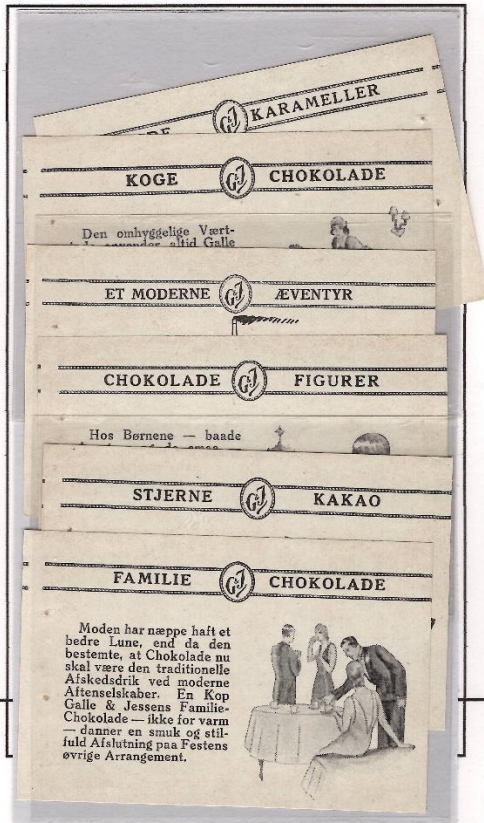 KARAMELLER
G&J
KOGE G&J CHOKOLADE
Den omhyggelige Vært-
altid Galle
ET MODERNE G&J ÆVENTYR
CHOKOLADE G&J FIGURER
Hos Børnene — baade
STJERNE G&J KAKAO
FAMILIE G&J CHOKOLADE
Moden har næppe haft et
bedre Lune, end da den
bestemte, at Chokolade nu
skal være den traditionelle
Afskedsdrik ved moderne
Aftenselskaber. En Kop
Galle & Jessens Familie-
Chokolade — ikke for varm
— danner en smuk og stil-
fuld Afslutning paa Festens
øvrige Arrangement.